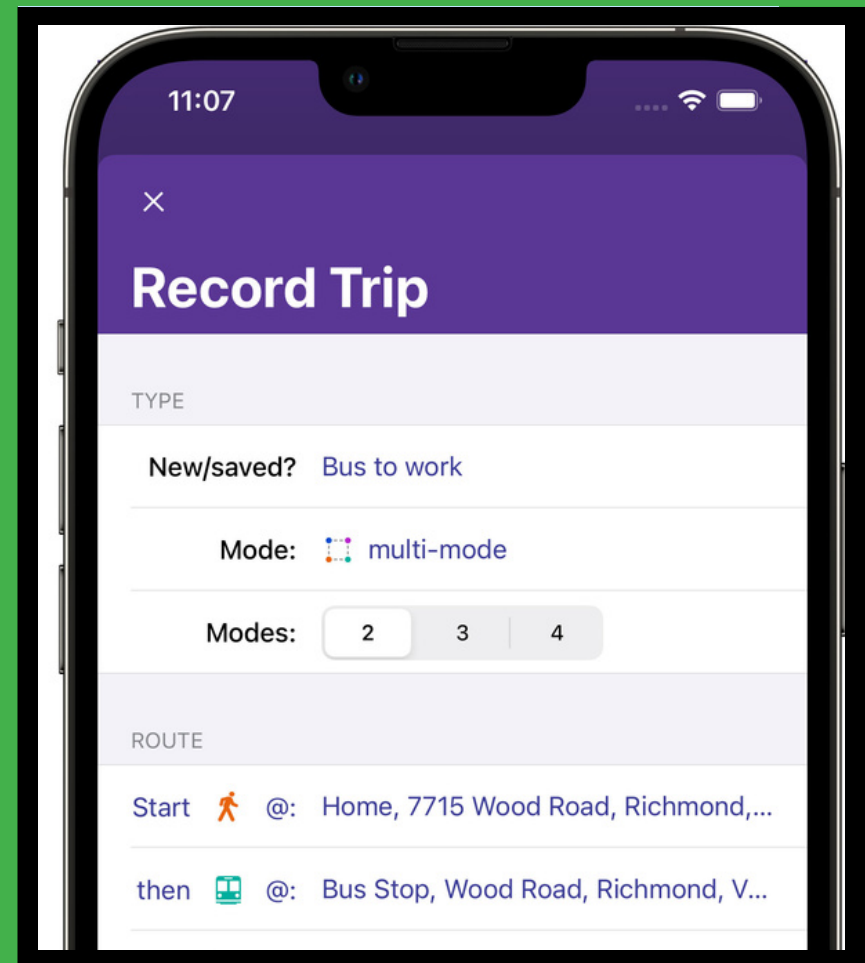 11:07
Record Trip
TYPE
New/saved? Bus to work
Mode: multi-mode
Modes: 2 3 4
ROUTE
Start @: Home, 7715 Wood Road, Richmond,...
then @: Bus Stop, Wood Road, Richmond, V...